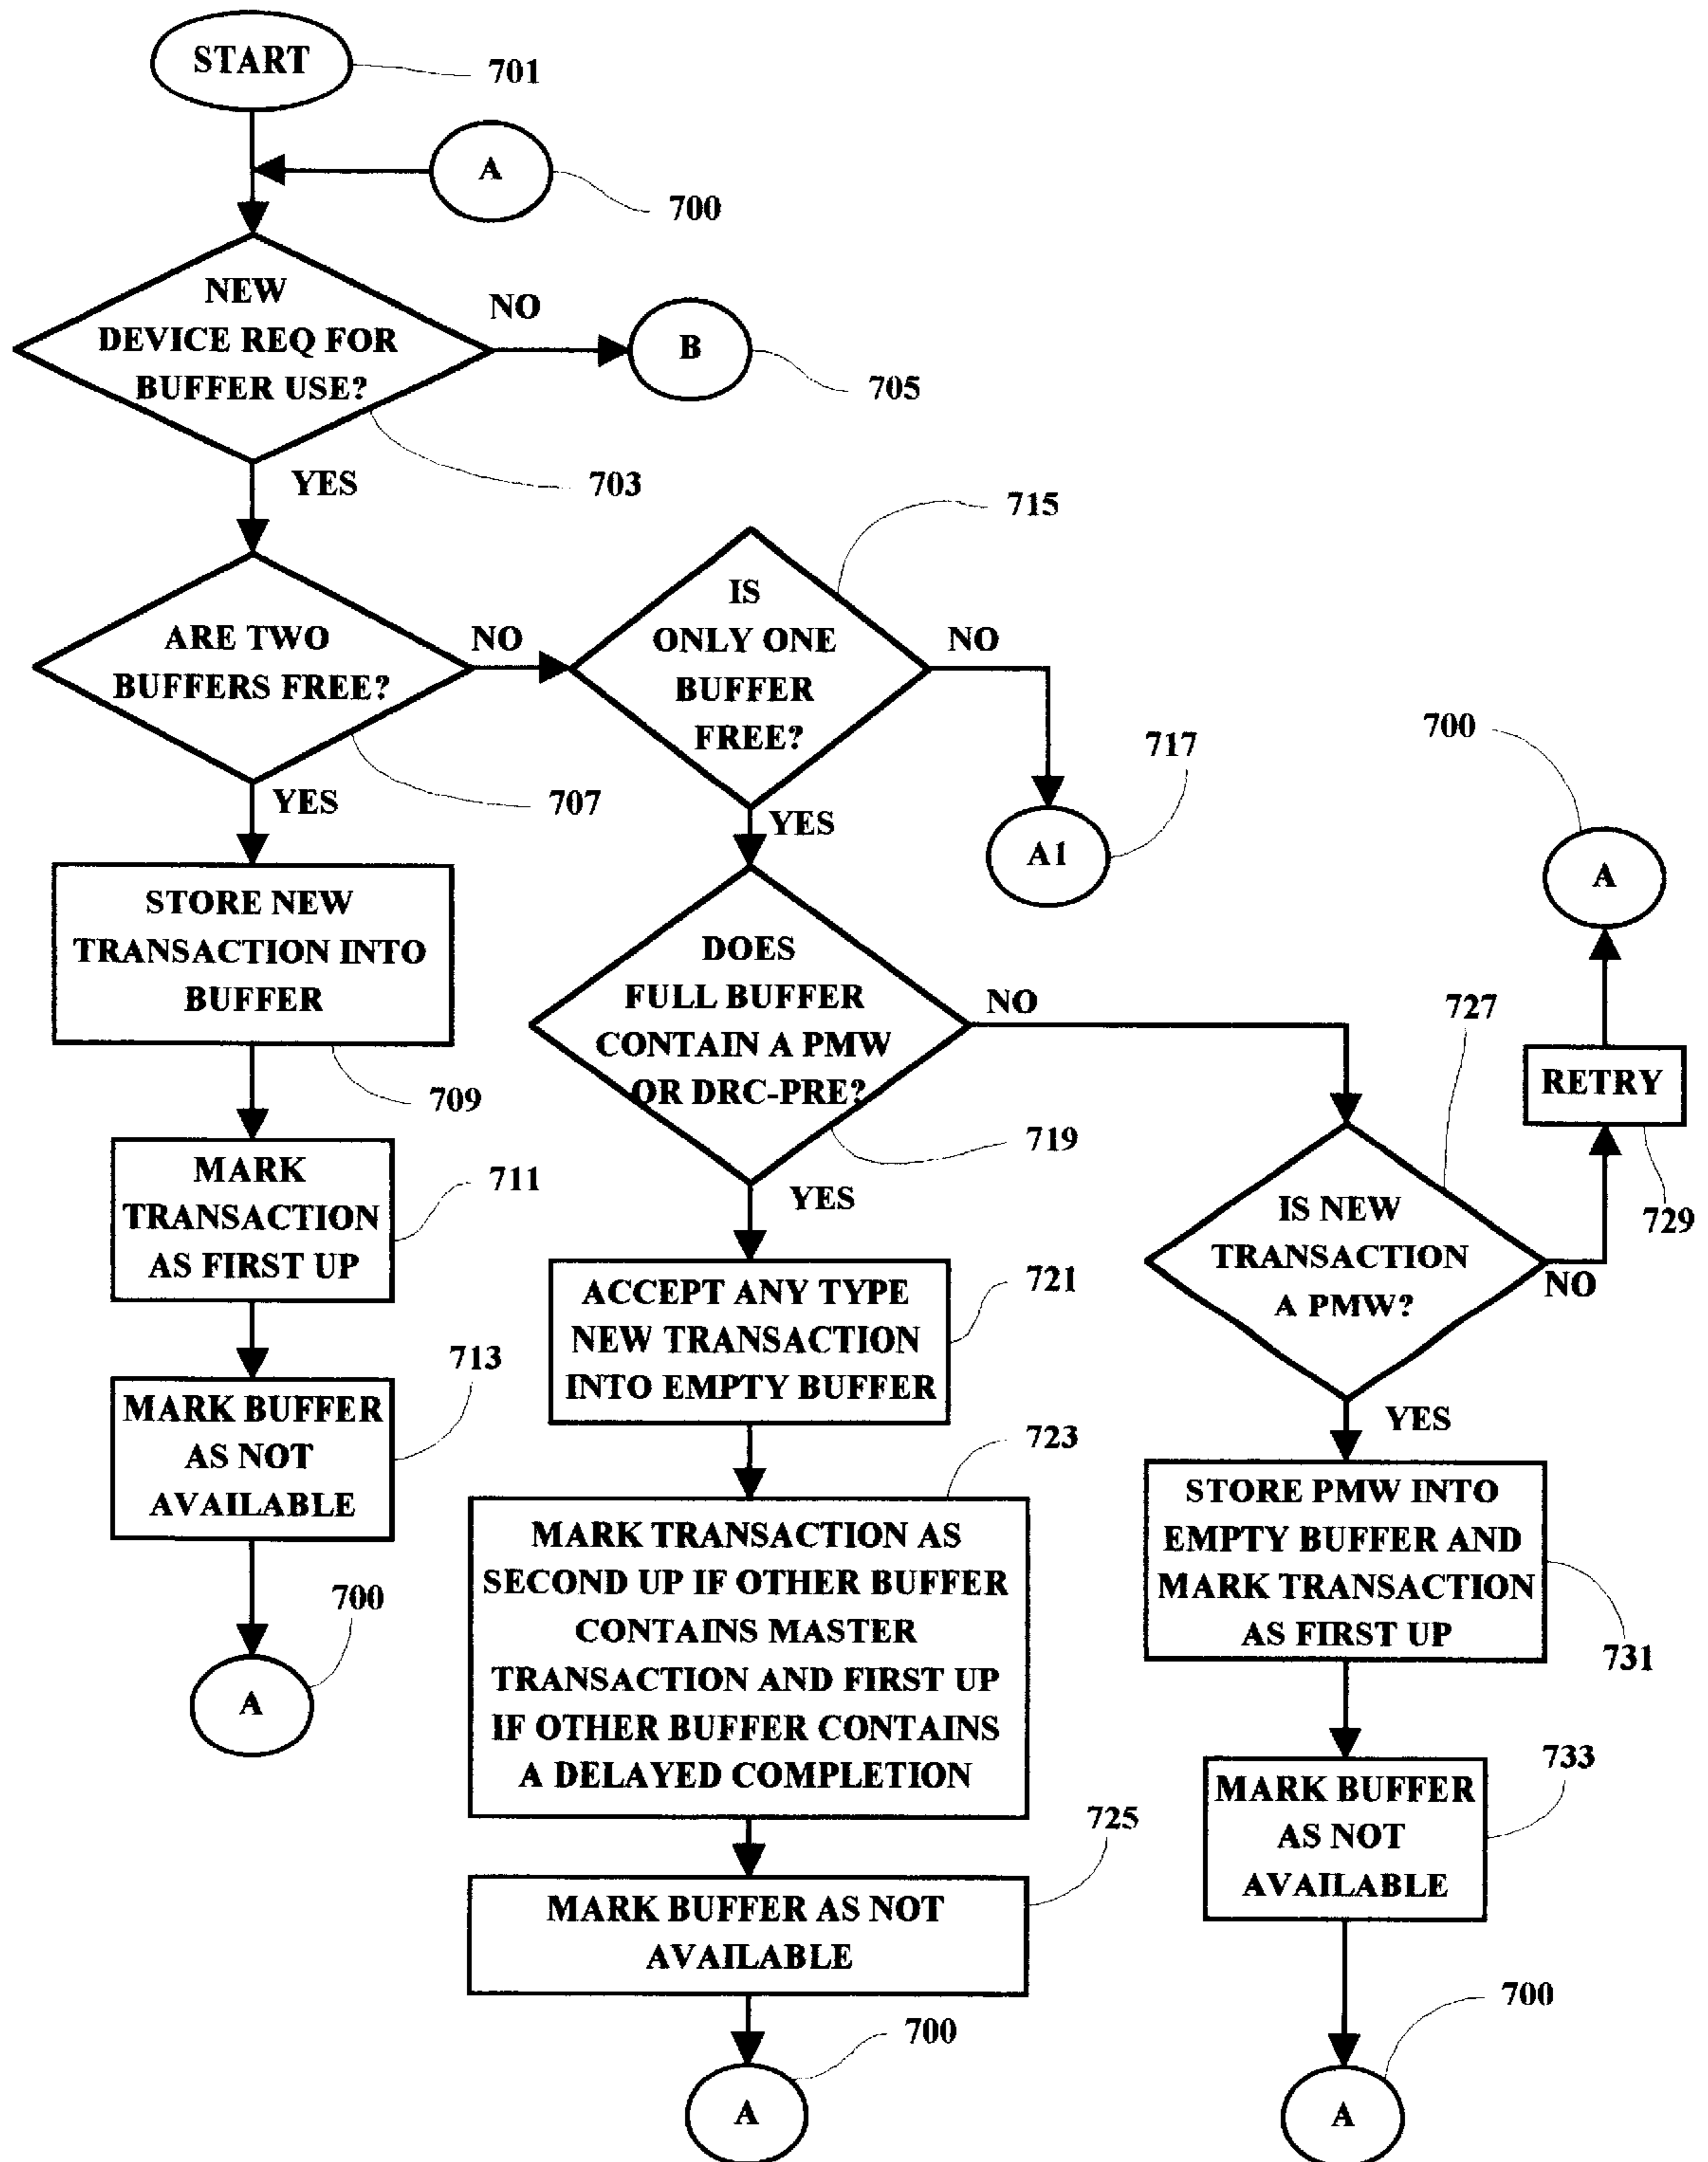 START
701
A
700
NEW
DEVICE REQ FOR
BUFFER USE?
NO
B
705
703
YES
ARE TWO
BUFFERS FREE?
NO
707
YES
715
IS
ONLY ONE
BUFFER
FREE?
NO
717
A1
YES
STORE NEW
TRANSACTION INTO
BUFFER
709
MARK
TRANSACTION
AS FIRST UP
711
MARK BUFFER
AS NOT
AVAILABLE
713
700
A
DOES
FULL BUFFER
CONTAIN A PMW
OR DRC-PRE?
NO
719
YES
ACCEPT ANY TYPE
NEW TRANSACTION
INTO EMPTY BUFFER
721
723
MARK TRANSACTION AS
SECOND UP IF OTHER BUFFER
CONTAINS MASTER
TRANSACTION AND FIRST UP
IF OTHER BUFFER CONTAINS
A DELAYED COMPLETION
725
MARK BUFFER AS NOT
AVAILABLE
700
A
700
A
RETRY
729
727
IS NEW
TRANSACTION
A PMW?
NO
YES
STORE PMW INTO
EMPTY BUFFER AND
MARK TRANSACTION
AS FIRST UP
731
733
MARK BUFFER
AS NOT
AVAILABLE
700
A